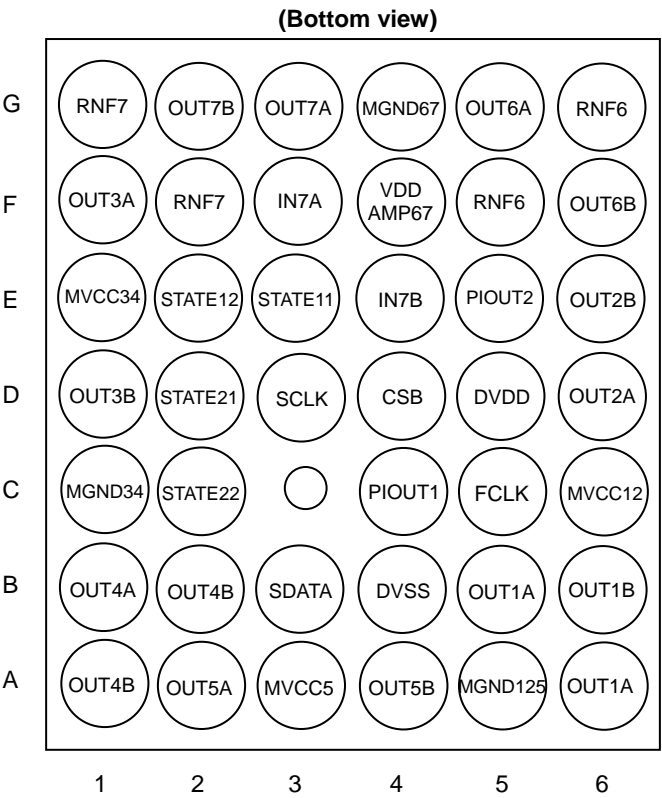 (Bottom view)
G RNF7 OUT7B OUT7A MGND67 OUT6A RNF6
F OUT3A RNF7 IN7A VDD AMP67 RNF6 OUT6B
E MVCC34 STATE12 STATE11 IN7B PIOUT2 OUT2B
D OUT3B STATE21 SCLK CSB DVDD OUT2A
C MGND34 STATE22 PIOUT1 FCLK MVCC12
B OUT4A OUT4B SDATA DVSS OUT1A OUT1B
A OUT4B OUT5A MVCC5 OUT5B MGND125 OUT1A
1 2 3 4 5 6